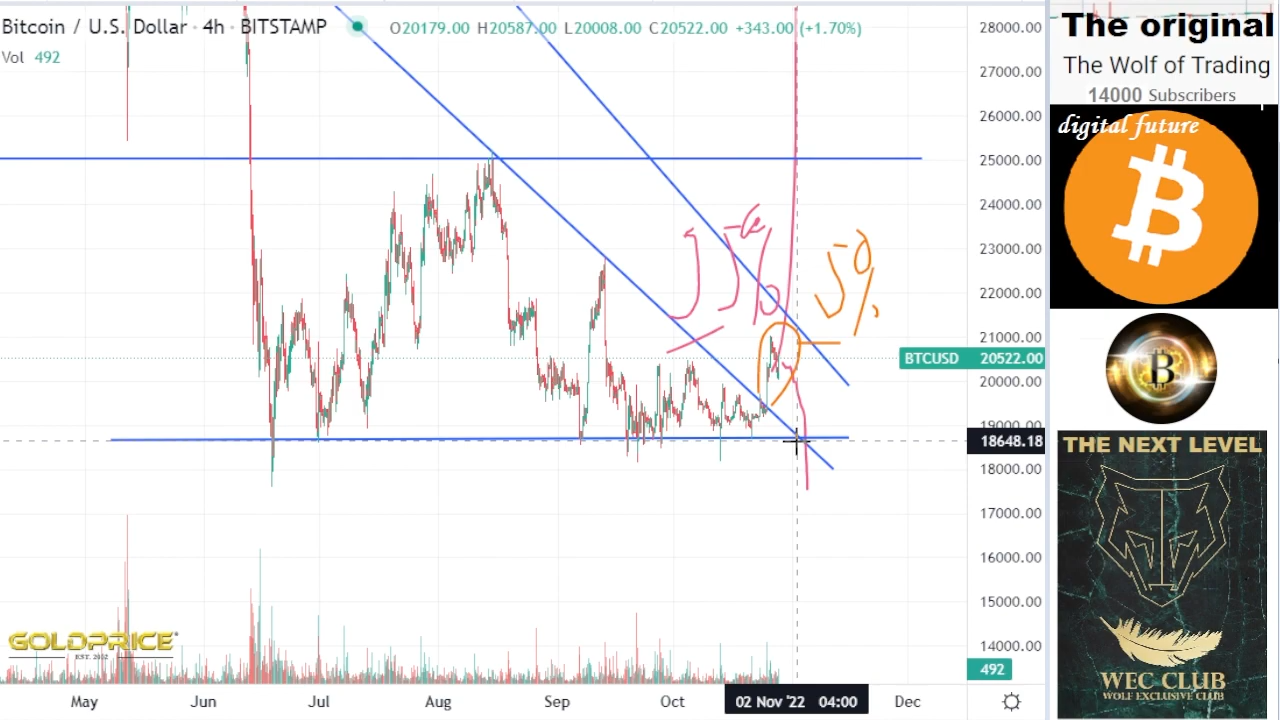 Bitcoin / U.S. Dollar · 4h · BITSTAMP O20179.00 H20587.00 L20008.00 C20522.00 +343.00 (+1.70%)
Vol 492
28000.00
27000.00
26000.00
25000.00
24000.00
23000.00
22000.00
21000.00
BTCUSD 20522.00
20000.00
19000.00
18648.18
18000.00
17000.00
16000.00
15000.00
14000.00
492
GOLDPRICE
EST. 2002
May Jun Jul Aug Sep Oct 02 Nov '22 04:00 Dec
The original
The Wolf of Trading
14000 Subscribers
digital future
THE NEXT LEVEL
WEC CLUB
WOLF EXCLUSIVE CLUB